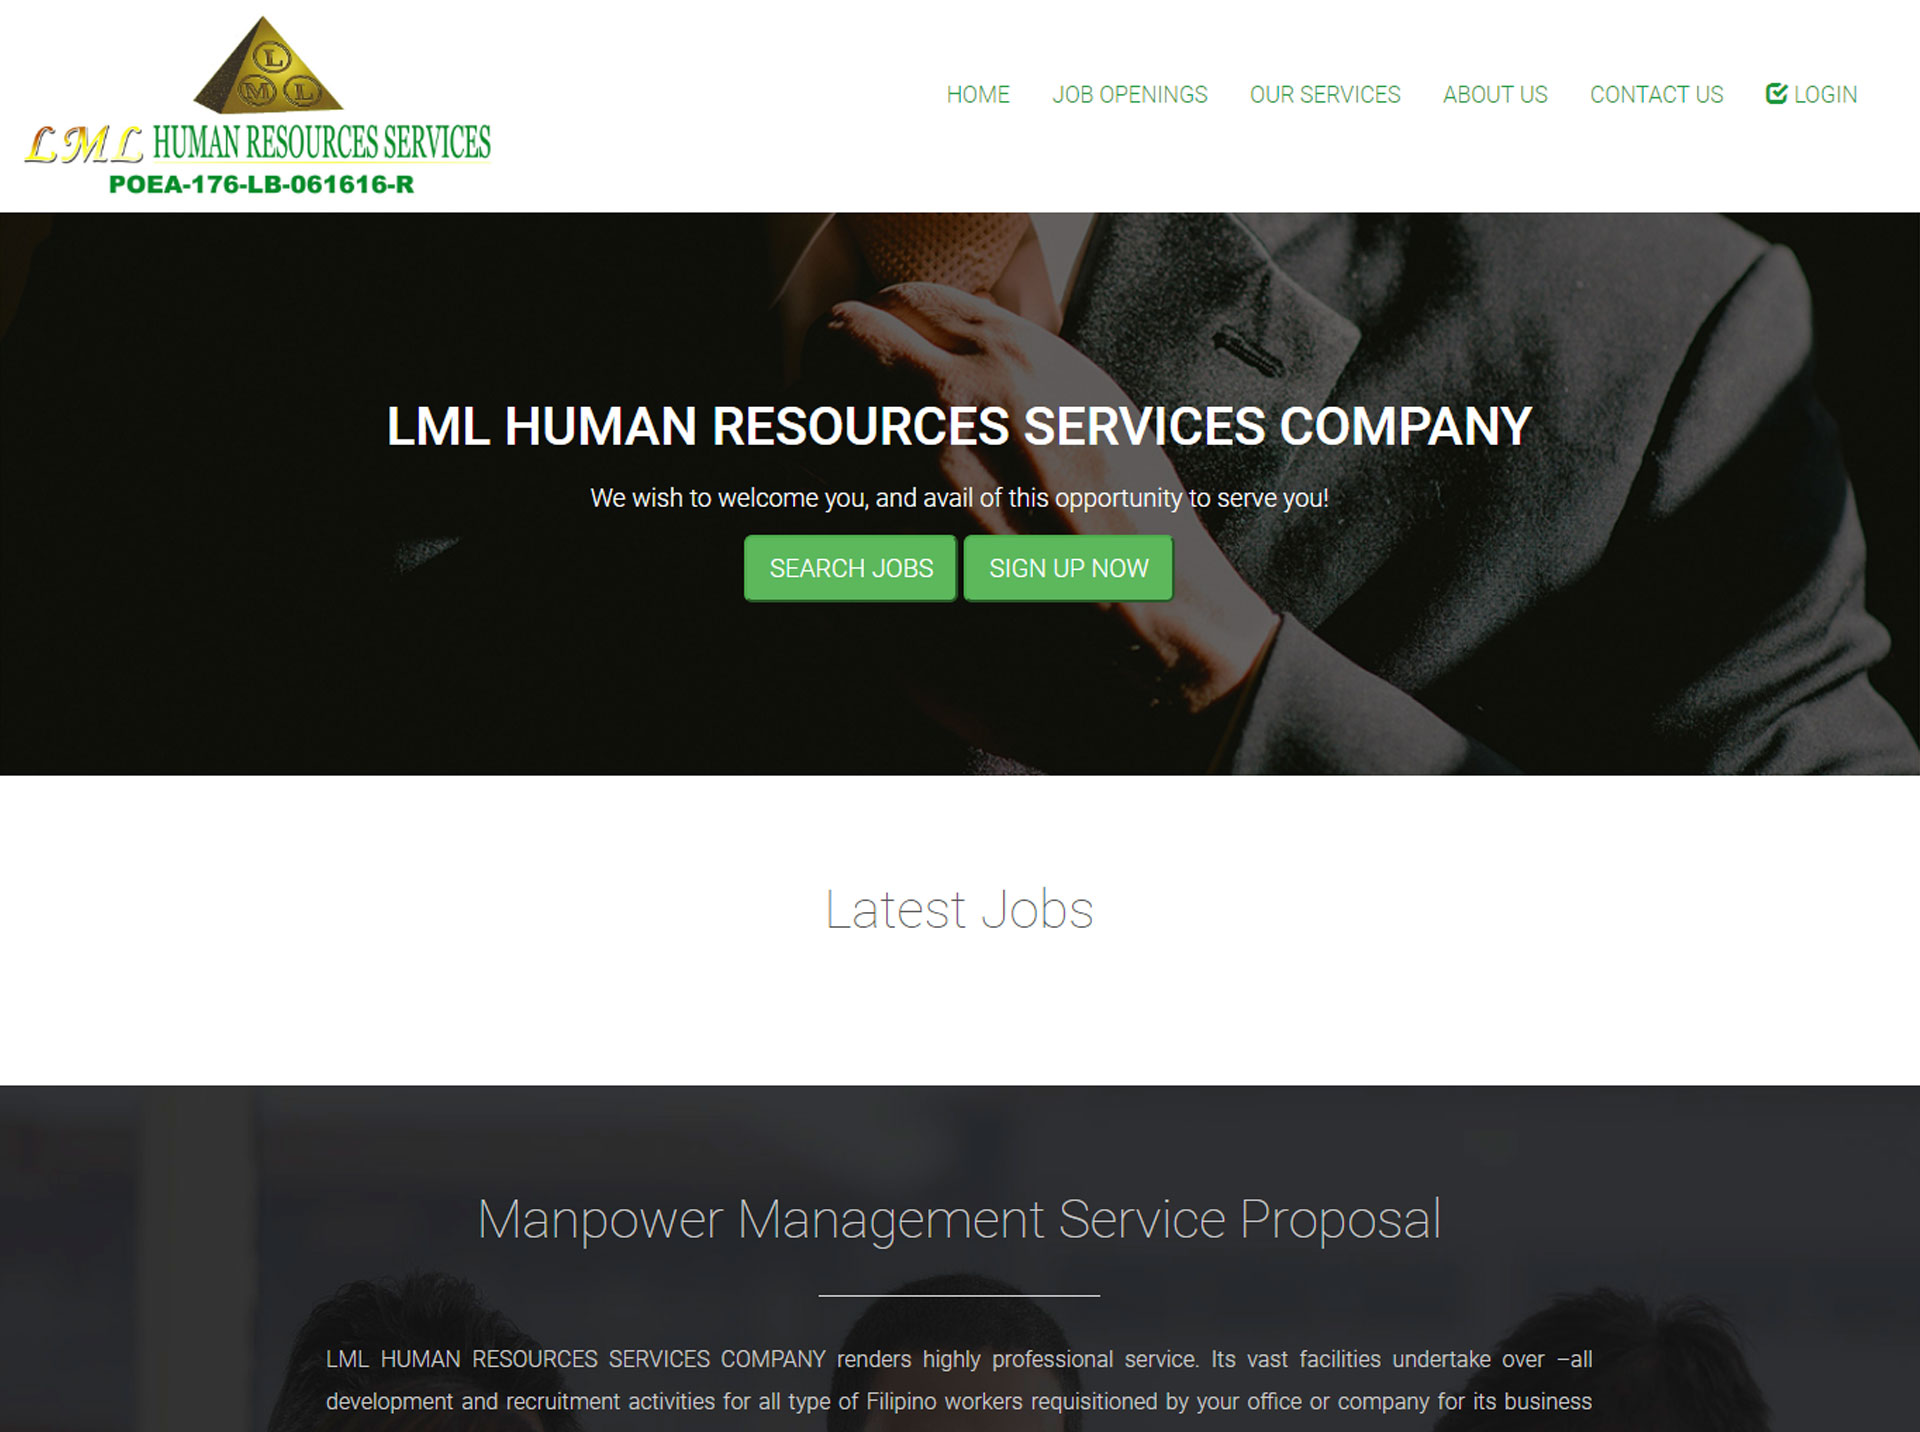 L
M L
LML HUMAN RESOURCES SERVICES
POEA-176-LB-061616-R
HOME JOB OPENINGS OUR SERVICES ABOUT US CONTACT US LOGIN
LML HUMAN RESOURCES SERVICES COMPANY
We wish to welcome you, and avail of this opportunity to serve you!
SEARCH JOBS SIGN UP NOW
Latest Jobs
Manpower Management Service Proposal
LML HUMAN RESOURCES SERVICES COMPANY renders highly professional service. Its vast facilities undertake over –all
development and recruitment activities for all type of Filipino workers requisitioned by your office or company for its business